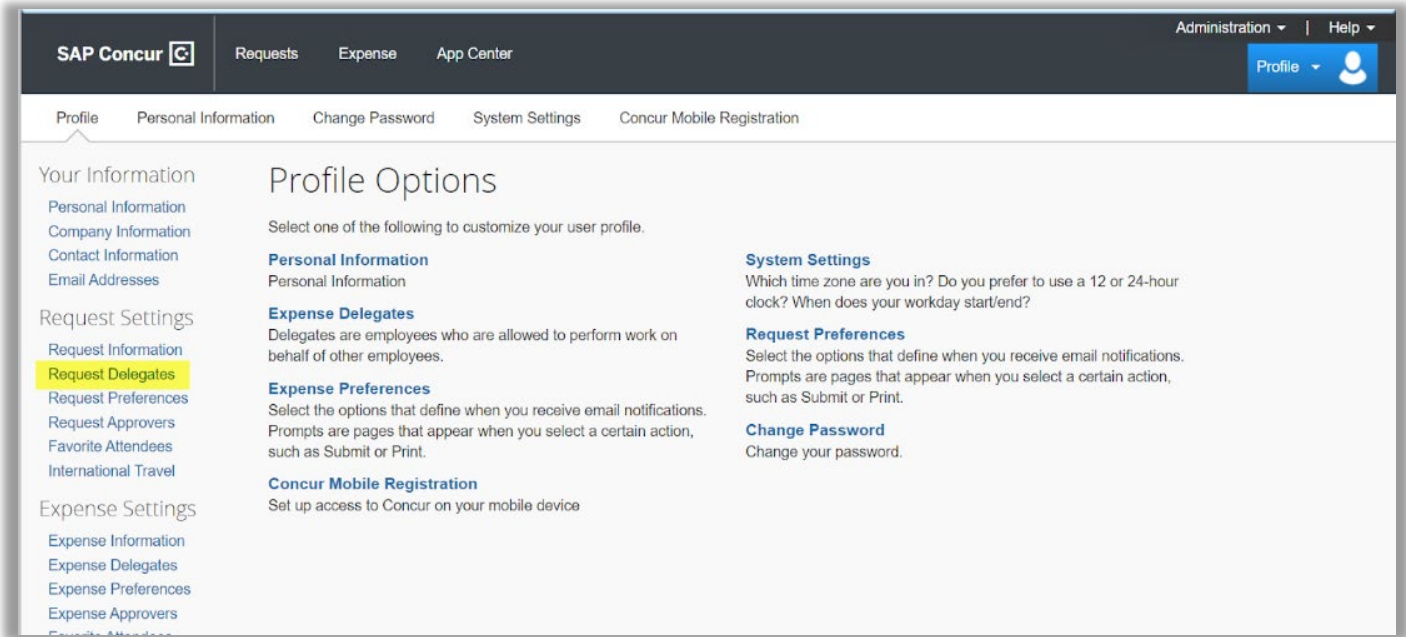 Administration | Help
SAP Concur C
Requests Expense App Center
Profile
Profile Personal Information Change Password System Settings Concur Mobile Registration
Your Information
Personal Information
Company Information
Contact Information
Email Addresses
Request Settings
Request Information
Request Delegates
Request Preferences
Request Approvers
Favorite Attendees
International Travel
Expense Settings
Expense Information
Expense Delegates
Expense Preferences
Expense Approvers
Favorite Attendees
Profile Options
Select one of the following to customize your user profile.
Personal Information
Personal Information
Expense Delegates
Delegates are employees who are allowed to perform work on
behalf of other employees.
Expense Preferences
Select the options that define when you receive email notifications.
Prompts are pages that appear when you select a certain action,
such as Submit or Print.
Concur Mobile Registration
Set up access to Concur on your mobile device
System Settings
Which time zone are you in? Do you prefer to use a 12 or 24-hour
clock? When does your workday start/end?
Request Preferences
Select the options that define when you receive email notifications.
Prompts are pages that appear when you select a certain action,
such as Submit or Print.
Change Password
Change your password.